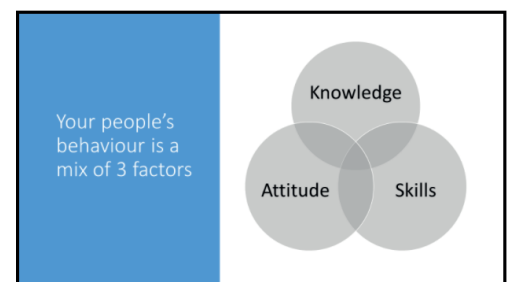 Your people's
behaviour is a
mix of 3 factors
Knowledge
Attitude
Skills